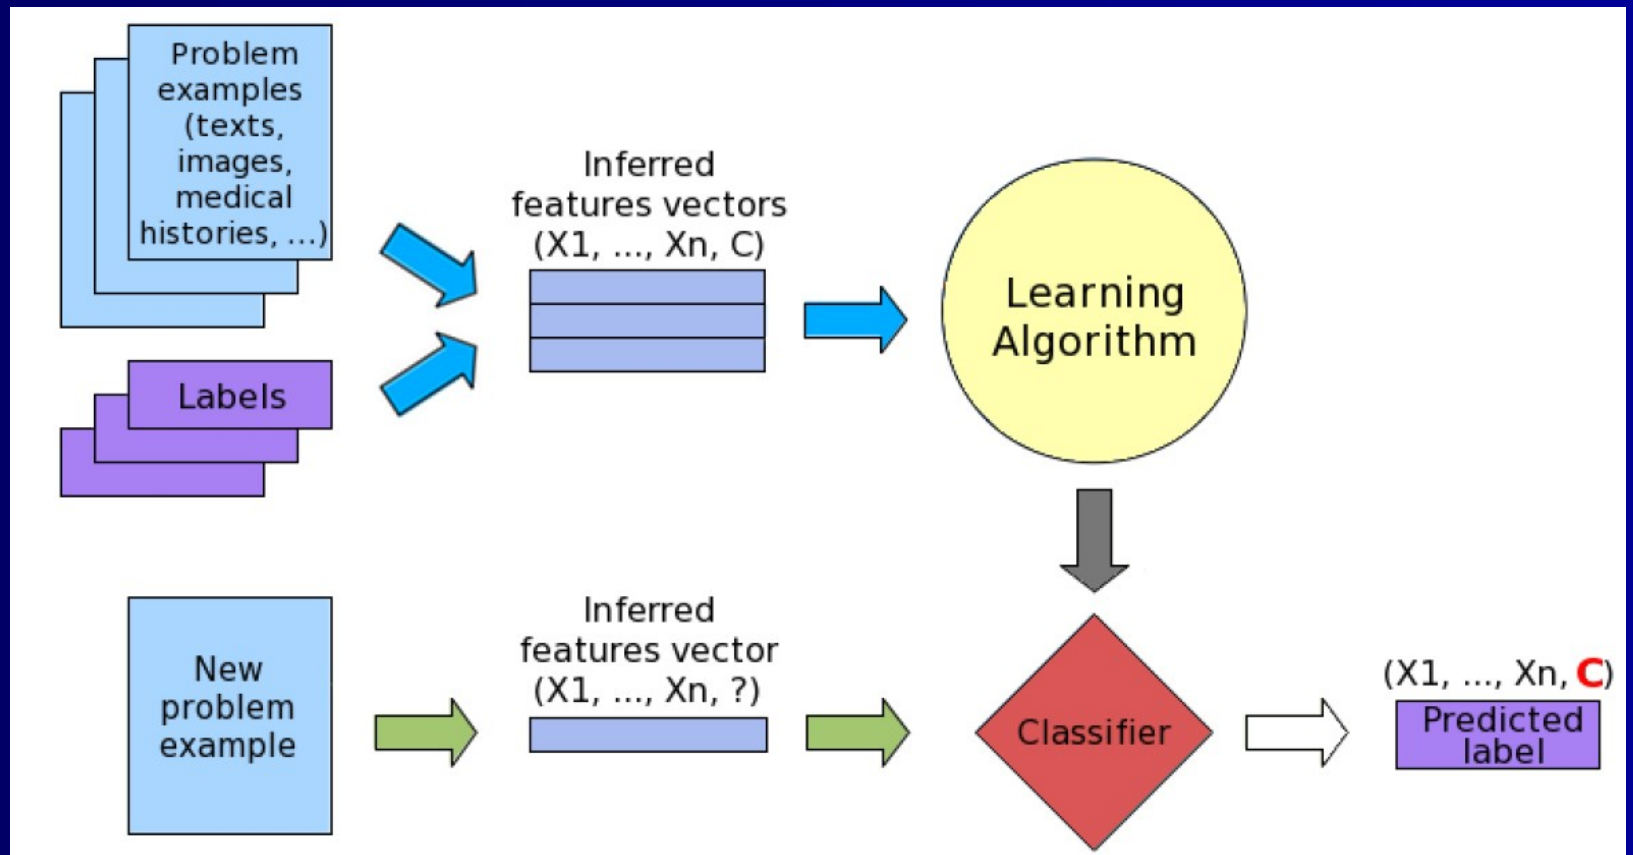 Problem
examples
(texts,
images,
medical
histories, ...)
Labels
Inferred
features vectors
(X1, ..., Xn, C)
Learning
Algorithm
New
problem
example
Inferred
features vector
(X1, ..., Xn, ?)
Classifier
(X1, ..., Xn, C)
Predicted
label